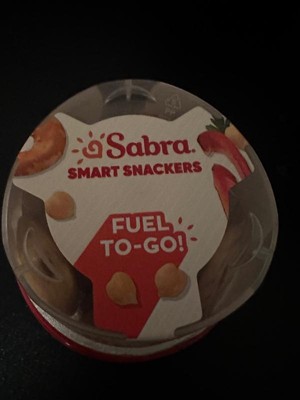 Sabra.
SMART SNACKERS
FUEL
TO-GO!